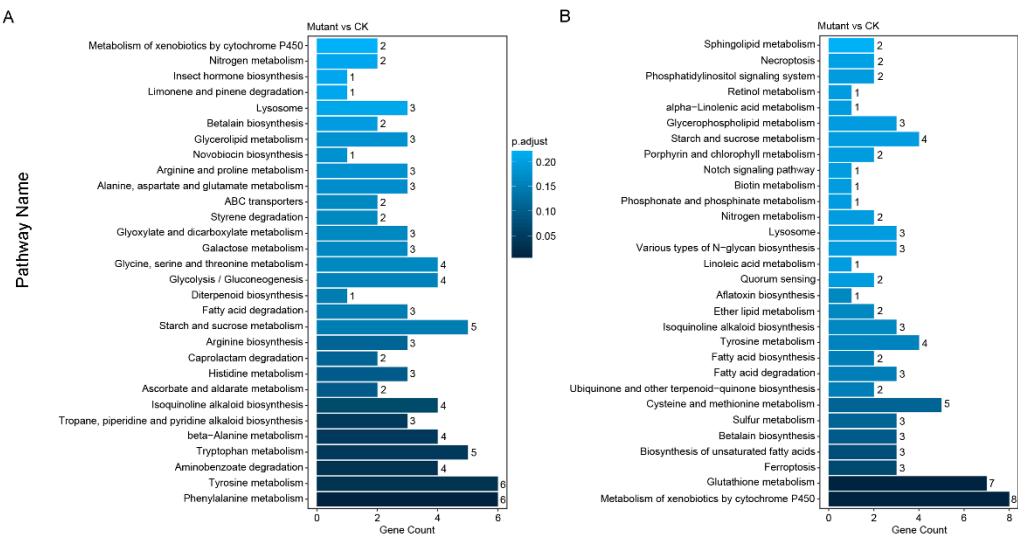 A
Mutant vs CK
Pathway Name
Metabolism of xenobiotics by cytochrome P450 2
Nitrogen metabolism 2
Insect hormone biosynthesis 1
Limonene and pinene degradation 1
Lysosome 3
Betalain biosynthesis 2
Glycerolipid metabolism 3
Novobiocin biosynthesis 1
Arginine and proline metabolism 3
Alanine, aspartate and glutamate metabolism 3
ABC transporters 2
Styrene degradation 2
Glyoxylate and dicarboxylate metabolism 3
Galactose metabolism 3
Glycine, serine and threonine metabolism 4
Glycolysis / Gluconeogenesis 4
Diterpenoid biosynthesis 1
Fatty acid degradation 3
Starch and sucrose metabolism 5
Arginine biosynthesis 3
Caprolactam degradation 2
Histidine metabolism 3
Ascorbate and aldarate metabolism 2
Isoquinoline alkaloid biosynthesis 4
Tropane, piperidine and pyridine alkaloid biosynthesis 3
beta−Alanine metabolism 4
Tryptophan metabolism 5
Aminobenzoate degradation 4
Tyrosine metabolism 6
Phenylalanine metabolism 6
0 2 4 6
Gene Count
p.adjust
0.20
0.15
0.10
0.05
B
Mutant vs CK
Sphingolipid metabolism 2
Necroptosis 2
Phosphatidylinositol signaling system 2
Retinol metabolism 1
alpha−Linolenic acid metabolism 1
Glycerophospholipid metabolism 3
Starch and sucrose metabolism 4
Porphyrin and chlorophyll metabolism 2
Notch signaling pathway 1
Biotin metabolism 1
Phosphonate and phosphinate metabolism 1
Nitrogen metabolism 2
Lysosome 3
Various types of N−glycan biosynthesis 3
Linoleic acid metabolism 1
Quorum sensing 2
Aflatoxin biosynthesis 1
Ether lipid metabolism 2
Isoquinoline alkaloid biosynthesis 3
Tyrosine metabolism 4
Fatty acid biosynthesis 2
Fatty acid degradation 3
Ubiquinone and other terpenoid−quinone biosynthesis 2
Cysteine and methionine metabolism 5
Sulfur metabolism 3
Betalain biosynthesis 3
Biosynthesis of unsaturated fatty acids 3
Ferroptosis 3
Glutathione metabolism 7
Metabolism of xenobiotics by cytochrome P450 8
0 2 4 6 8
Gene Count